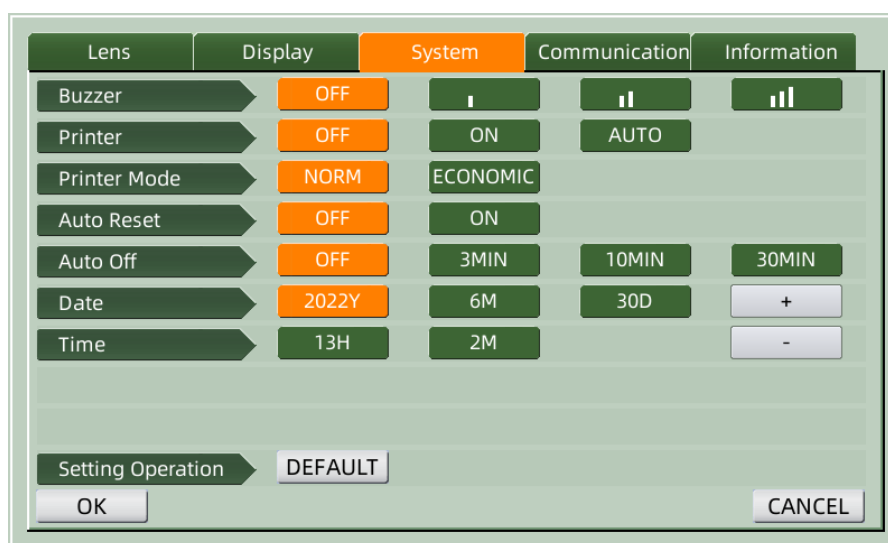 Lens Display System Communication Information
Buzzer OFF
Printer OFF ON AUTO
Printer Mode NORM ECONOMIC
Auto Reset OFF ON
Auto Off OFF 3MIN 10MIN 30MIN
Date 2022Y 6M 30D +
Time 13H 2M -
Setting Operation DEFAULT
OK CANCEL